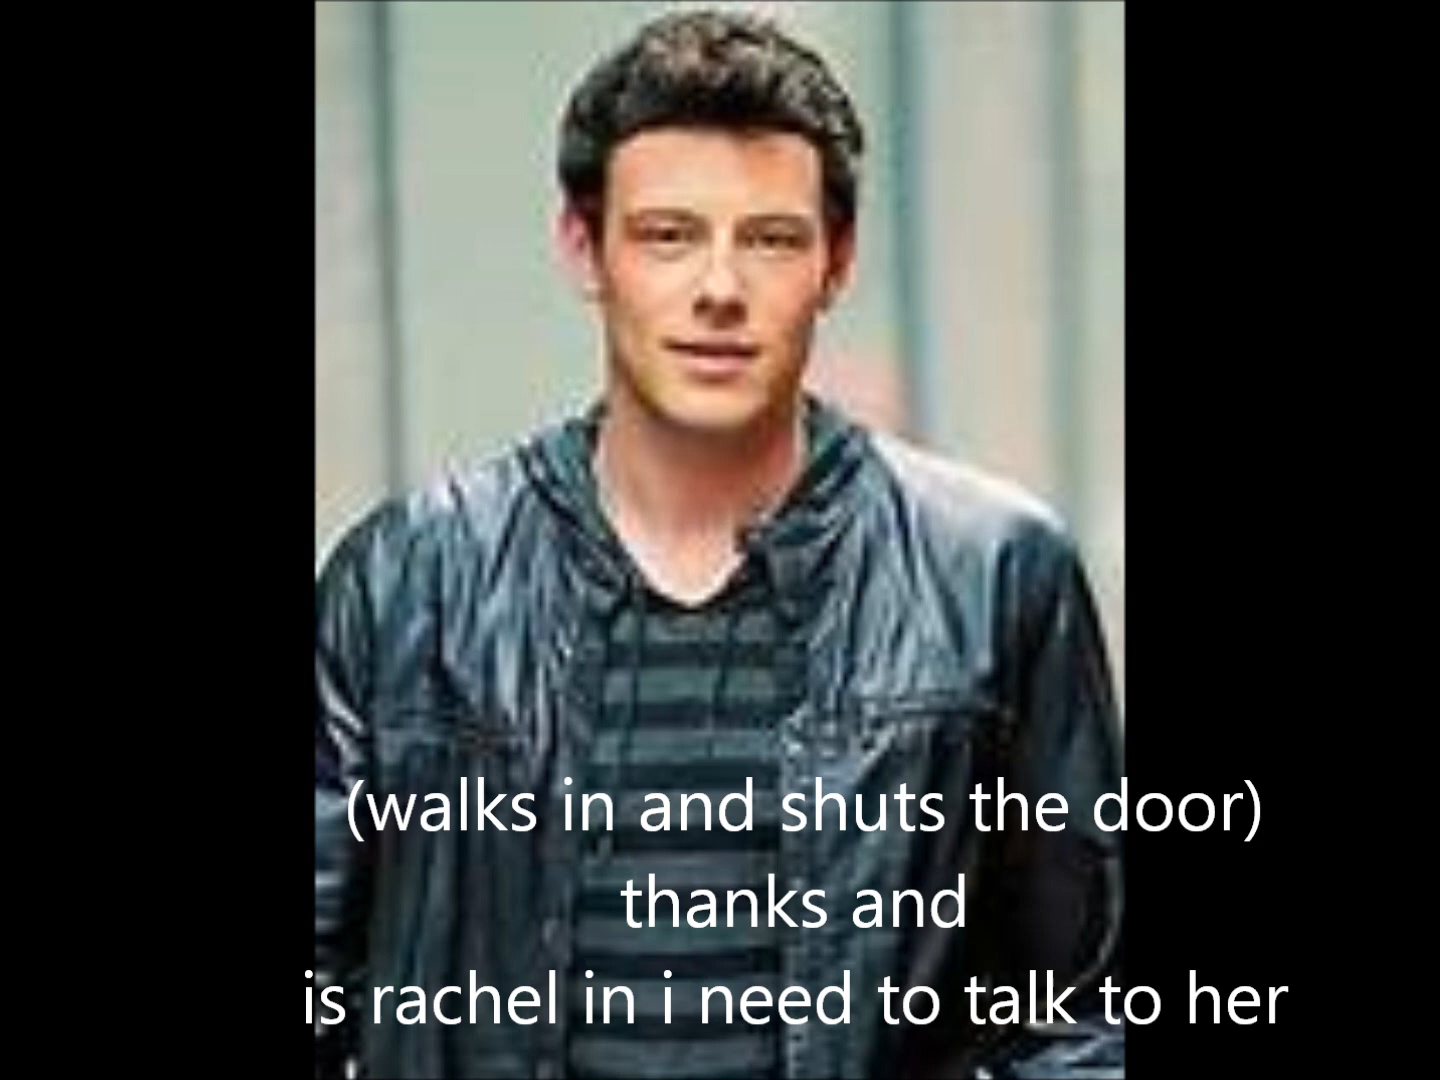 (walks in and shuts the door)
thanks and
is rachel in i need to talk to her